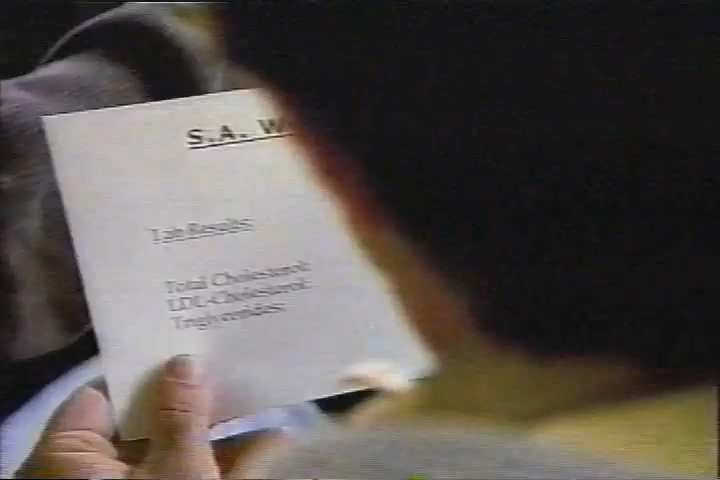 S.A. W
Lab Results:
Total Cholesterol:
LDL-Cholesterol:
Triglycerides: